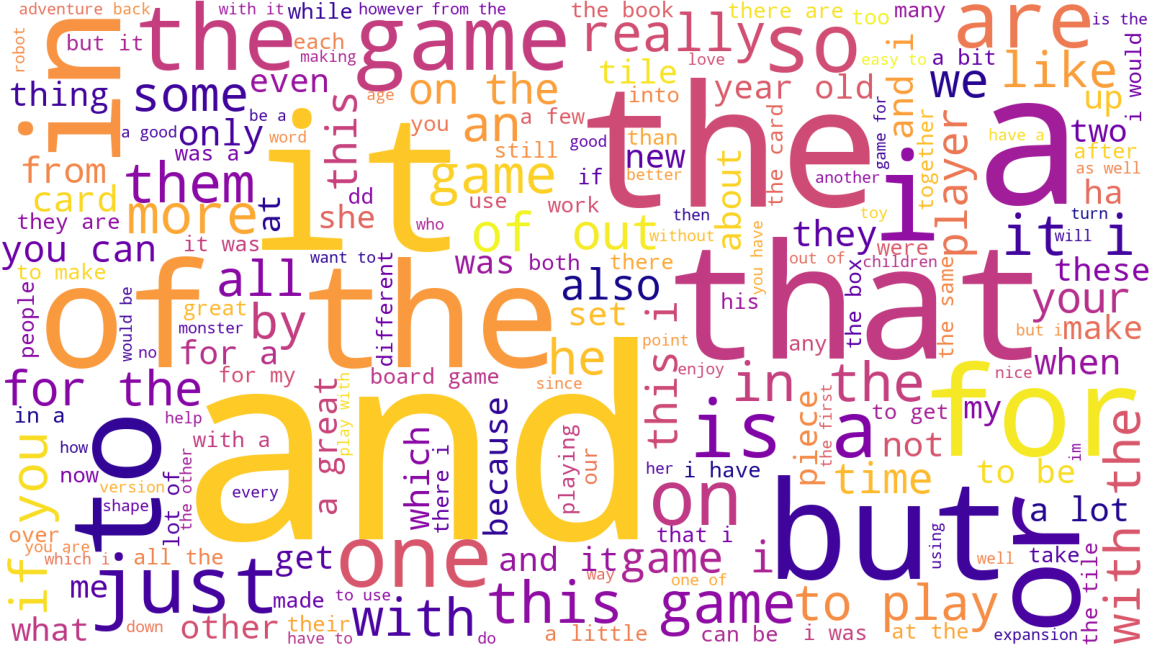 adventure back
with it
while
however from the
the book
there are
too
many
are
is the
robot
in
but it
the game
each
making
really
so
love
easy to
a bit
i would
thing
some
even
age
on the
tile
into
year old
and i
we
like
up
a good
only
be a
word
this
you
an
a few
good
the
than
the card
game for
player
have a
a
two
after
from
was a
it
still
if
new
better
about
another
i
together
as well
card
them
at
dd
game
use
work
then
toy
ha
they are
more
she
who
of out
without
you have
they
were
it i
turn
will
you can
it was
want to
was both
there
out of
children
the same
these
to make
all
different
also
his
that
the box
your
people
of the
would be
great
monster
by
set
this i
point
any
but i
make
no
for a
he
when
for the
for my
board game
since
enjoy
in the
nice
in a
to
help
a great
play with
and
is a
piece
the first
to get
my
for
how
with a
which
there i
because
playing
our
not
im
if you
now
version
lot of
the other
every
her
i have
time
to be
with the
shape
on
but
or
a lot
over
that i
using
you are
which i
all the
get
one
and it
game i
well
take
just
me
way
one of
made
to use
with
this game
to play
the tile
what
down
other
their
have to
do
a little
can be
i was
at the
expansion